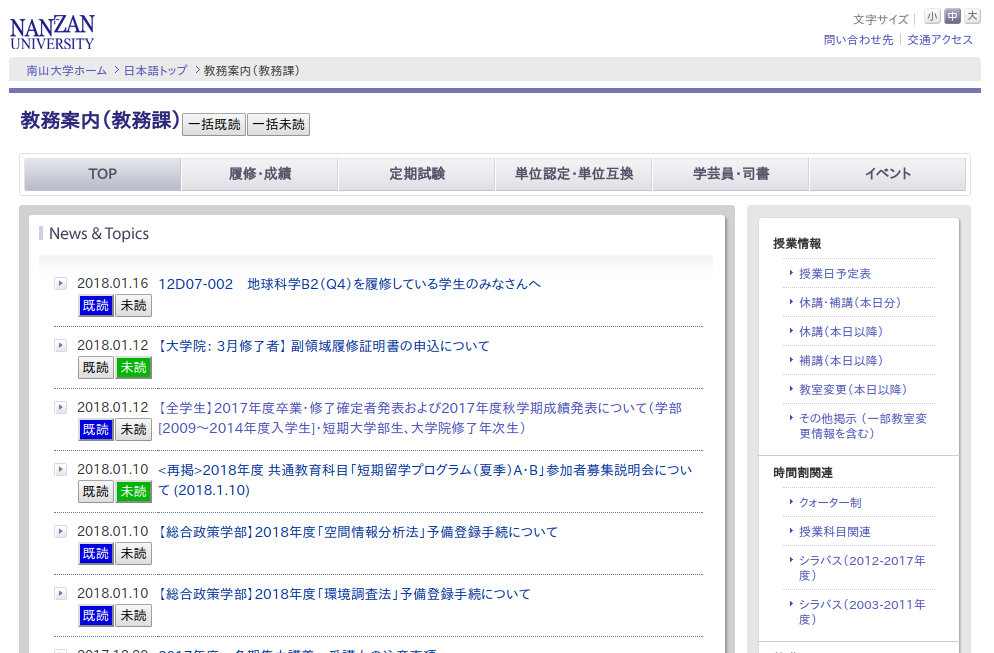 NANZAN
UNIVERSITY
文字サイズ 小 中 大
問い合わせ先 交通アクセス
南山大学ホーム > 日本語トップ > 教務案内(教務課)
教務案内(教務課) 一括既読 一括未読
TOP 履修・成績 定期試験 単位認定・単位互換 学芸員・司書 イベント
News & Topics
2018.01.16 12D07-002 地球科学B2(Q4)を履修している学生のみなさんへ
既読 未読
2018.01.12 【大学院: 3月修了者】 副領域履修証明書の申込について
既読 未読
2018.01.12 【全学生】2017年度卒業・修了確定者発表および2017年度秋学期成績発表について(学部
[2009～2014年度入学生]・短期大学部生、大学院修了年次生)
既読 未読
2018.01.10 <再掲>2018年度 共通教育科目「短期留学プログラム(夏季)A・B」参加者募集説明会につい
て (2018.1.10)
既読 未読
2018.01.10 【総合政策学部】2018年度「空間情報分析法」予備登録手続について
既読 未読
2018.01.10 【総合政策学部】2018年度「環境調査法」予備登録手続について
既読 未読
授業情報
授業日予定表
休講・補講(本日分)
休講(本日以降)
補講(本日以降)
教室変更(本日以降)
その他掲示 (一部教室変
更情報を含む)
時間割関連
クォーター制
授業科目関連
シラバス(2012-2017年
度)
シラバス(2003-2011年
度)